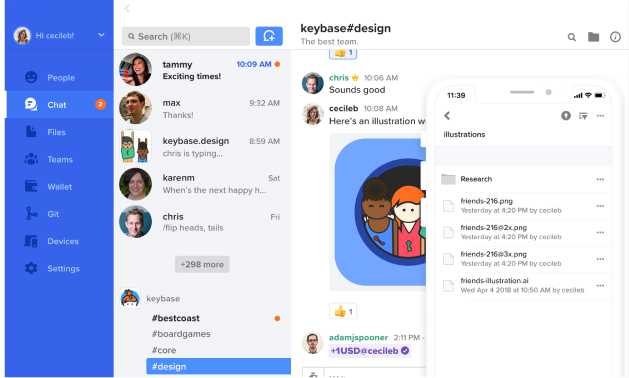 Hi cecileb!
People
Chat
2
Files
Teams
Wallet
Git
Devices
Settings
Search (⌘K)
tammy 10:09 AM
Exciting times!
max 9:32 AM
Thanks!
keybase.design 8:59 AM
chris is typing...
karenm Sat
When's the next happy h...
chris Fri
/flip heads, tails
+298 more
keybase
#bestcoast
#boardgames
#core
#design
keybase#design
The best team.
1
chris 10:06 AM
Sounds good
cecileb 10:08 AM
Here's an illustration
1
adamjspooner 2:11 PM -
+1USD@cecileb
11:39
illustrations
Research
friends-216.png
Yesterday at 4:20 PM by cecileb
friends-216@2x.png
Yesterday at 4:20 PM by cecileb
friends-216@3x.png
Yesterday at 4:20 PM by cecileb
friends-illustration.ai
Wed Apr 4 2018 at 10:50 AM by cecileb